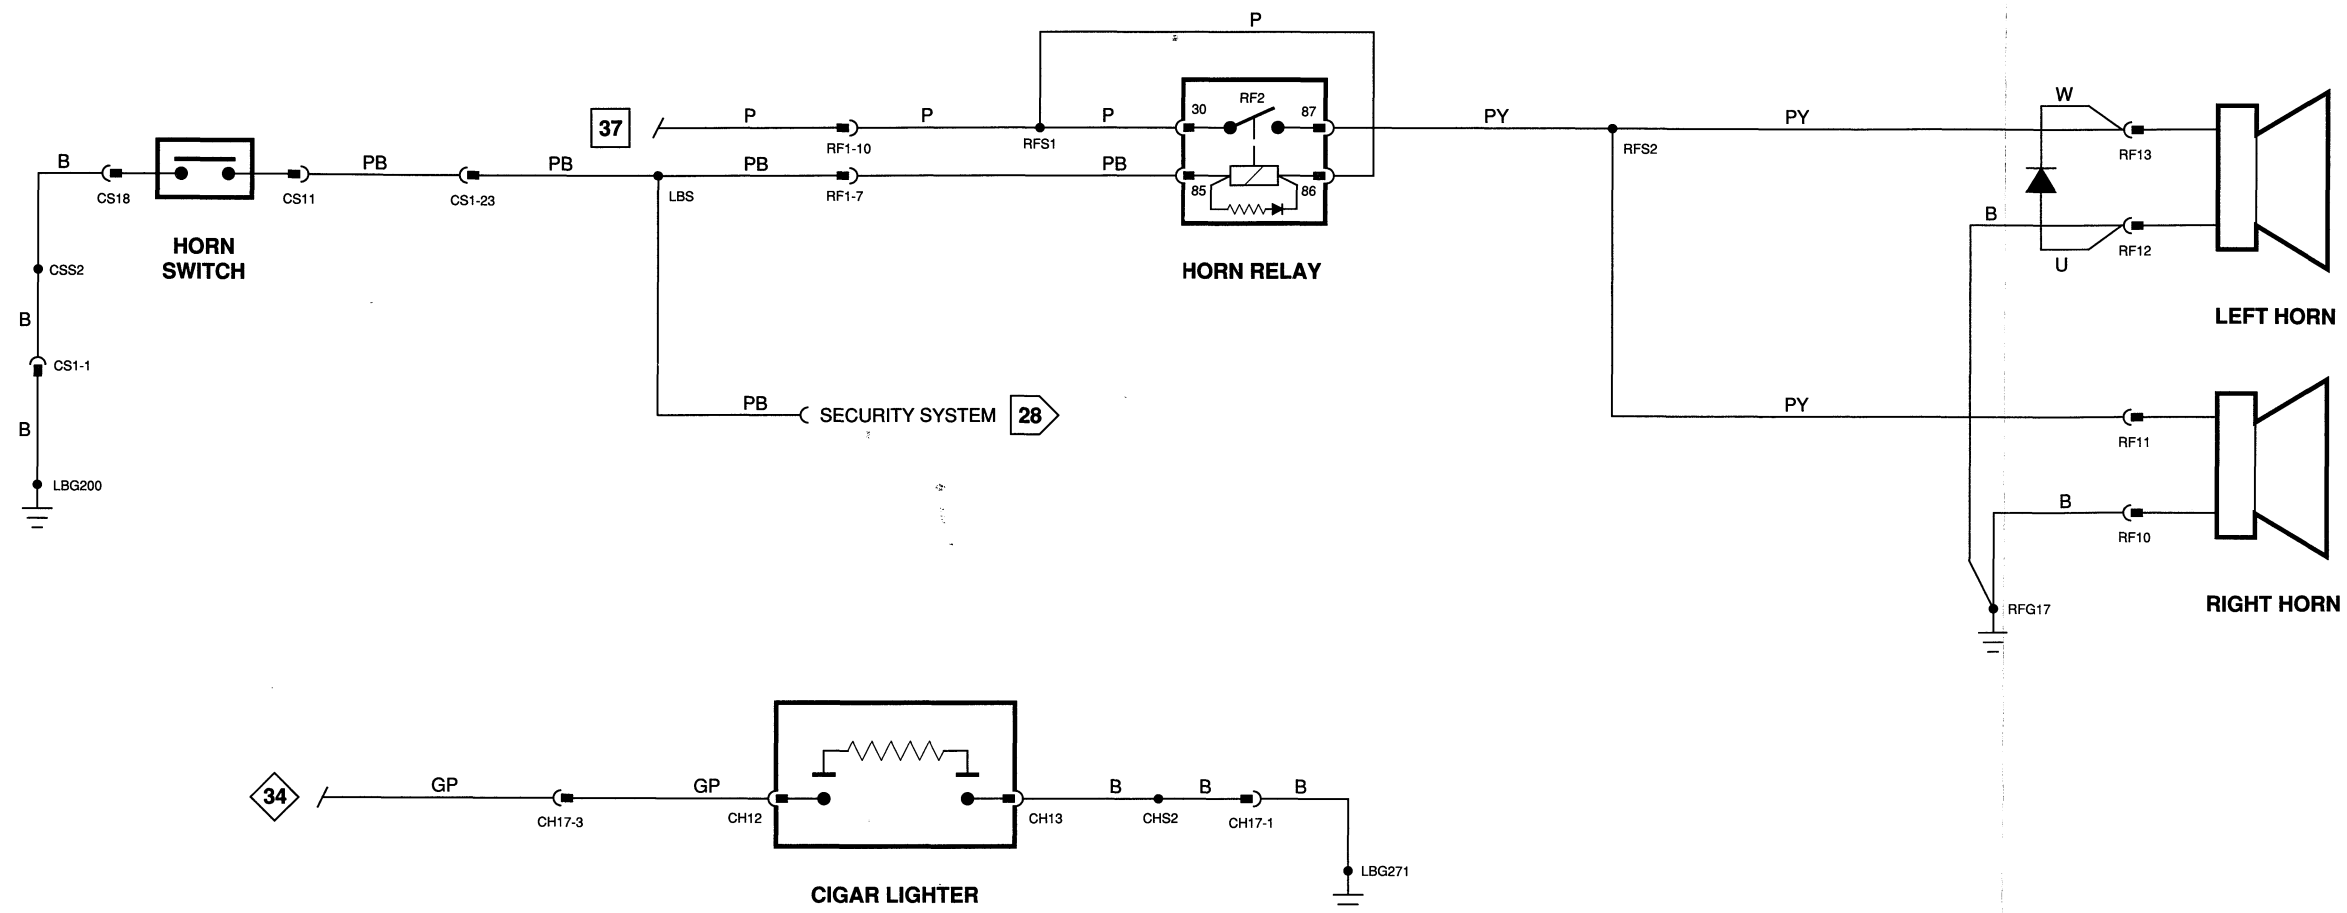 P
37
P
P
P
30
RF2
87
PY
PY
W
RF1-10
RFS1
RFS2
RF13
B
PB
PB
PB
PB
CS18
CS11
CS1-23
LBS
RF1-7
85
86
B
RF12
U
HORN
SWITCH
HORN RELAY
CSS2
LEFT HORN
B
CS1-1
PB
SECURITY SYSTEM
28
PY
B
RF11
LBG200
B
RF10
RFG17
RIGHT HORN
34
GP
GP
B
B
B
CH17-3
CH12
CH13
CHS2
CH17-1
LBG271
CIGAR LIGHTER